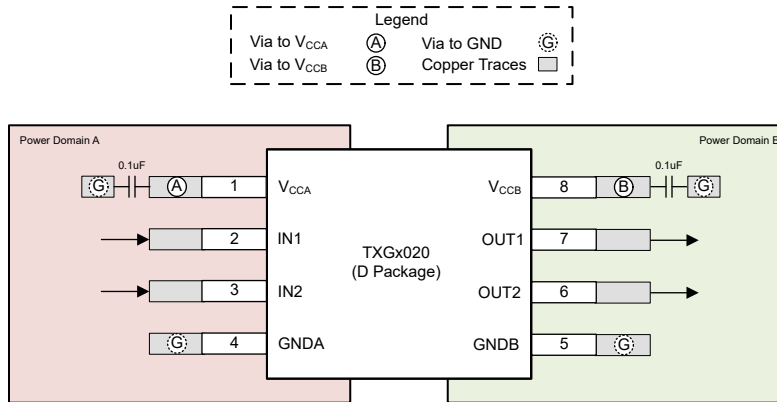 Legend
Via to VCCA A Via to GND G
Via to VCCB B Copper Traces
Power Domain A
Power Domain B
0.1uF
0.1uF
G A 1 VCCA
VCCB 8 B G
2 IN1
OUT1 7
TXGx020
(D Package)
3 IN2
OUT2 6
G 4 GNDA
GNDB 5 G